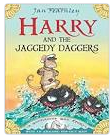 Jan Fearnley
HARRY
AND THE
JAGGEDY DAGGERS